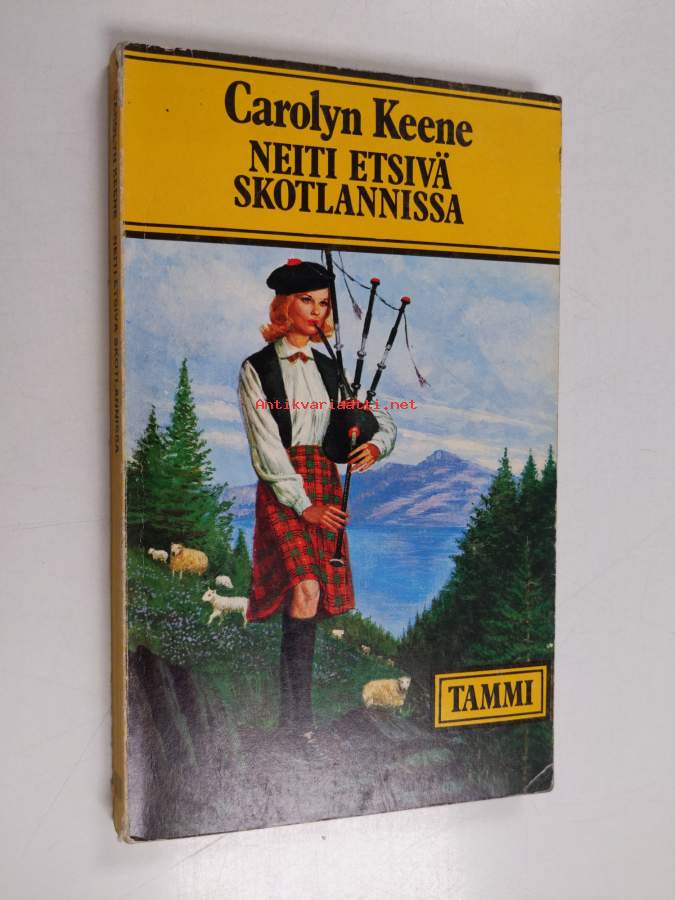 Carolyn Keene
NEITI ETSIVÄ
SKOTLANNISSA
CAROLYN KEENE NEITI ETSIVÄ SKOTLANNISSA
Antikvariaatti.net
TAMMI